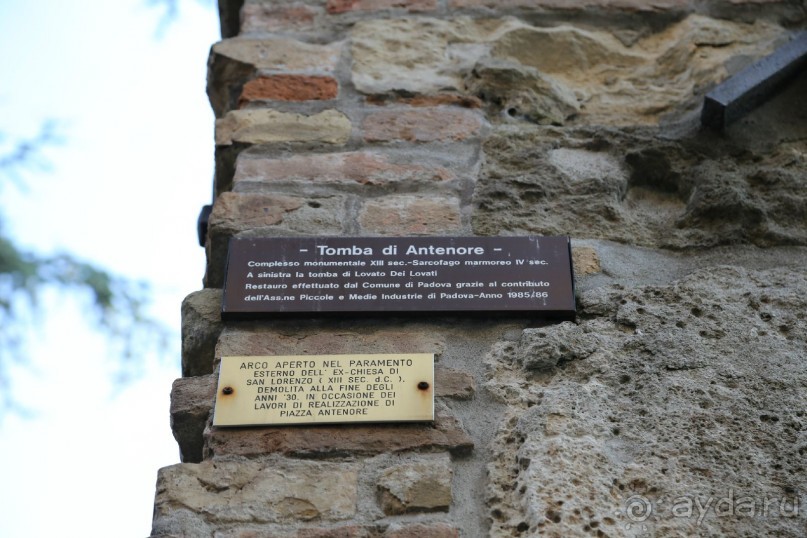 - Tomba di Antenore -
Complesso monumentale XIII sec.-Sarcofago marmoreo IV sec.
A sinistra la tomba di Lovato Dei Lovati
Restauro effettuato dal Comune di Padova grazie al contributo
dell'Ass.ne Piccole e Medie Industrie di Padova-Anno 1985/86
ARCO APERTO NEL PARAMENTO
ESTERNO DELL' EX-CHIESA DI
SAN LORENZO ( XIII SEC. d.C. ),
DEMOLITA ALLA FINE DEGLI
ANNI '30, IN OCCASIONE DEI
LAVORI DI REALIZZAZIONE DI
PIAZZA ANTENORE
ayda.ru